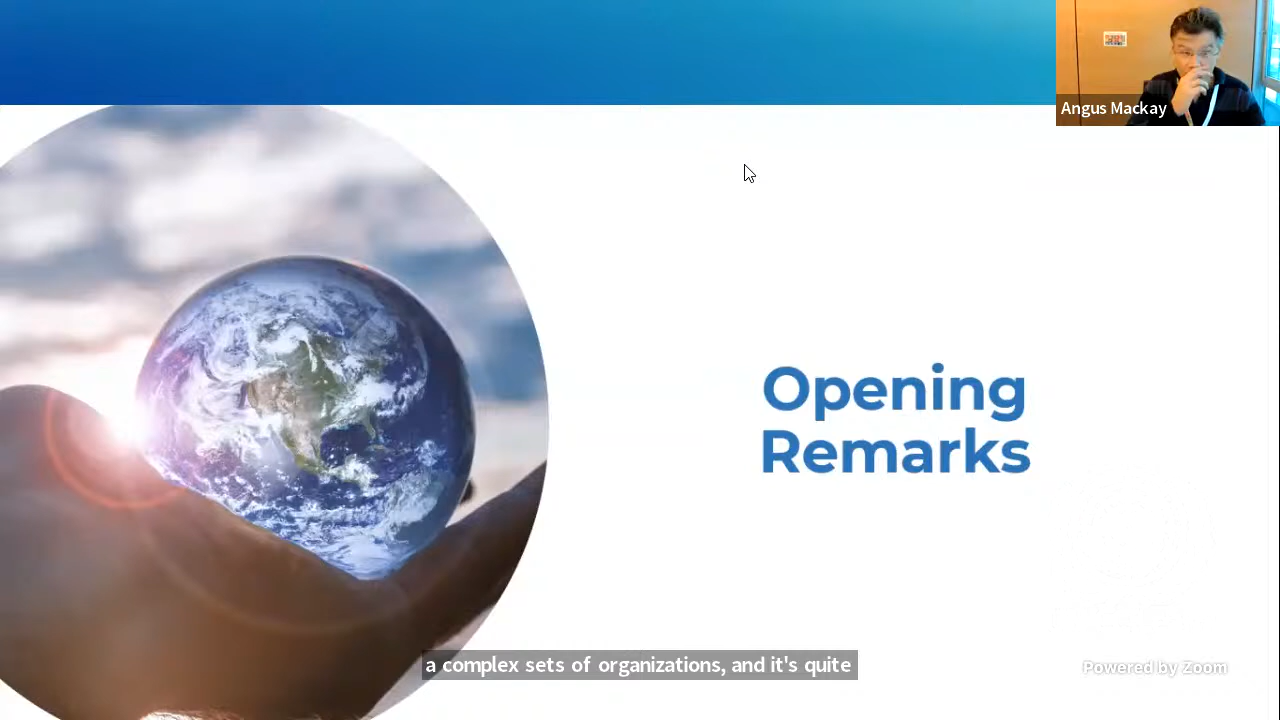 Angus Mackay
Opening
Remarks
a complex sets of organizations, and it's quite
Powered by Zoom